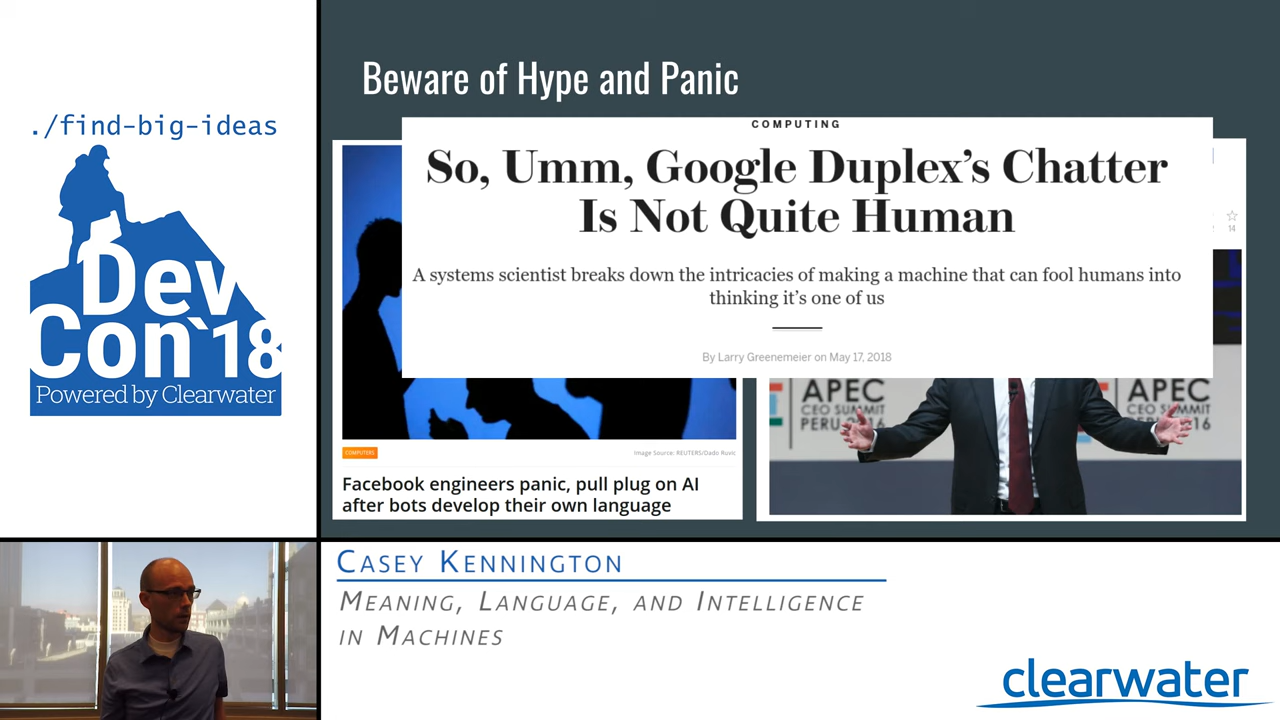 ./find-big-ideas
Dev
Con`18
Powered by Clearwater
Beware of Hype and Panic
COMPUTING
So, Umm, Google Duplex's Chatter
Is Not Quite Human
A systems scientist breaks down the intricacies of making a machine that can fool humans into
thinking it's one of us
By Larry Greenemeier on May 17, 2018
14
APEC
CEO SUMMIT
PERU 2016
APEC
COMPUTERS
Image Source: REUTERS/Dado Ruvic
Facebook engineers panic, pull plug on AI
after bots develop their own language
CASEY KENNINGTON
MEANING, LANGUAGE, AND INTELLIGENCE
IN MACHINES
clearwater